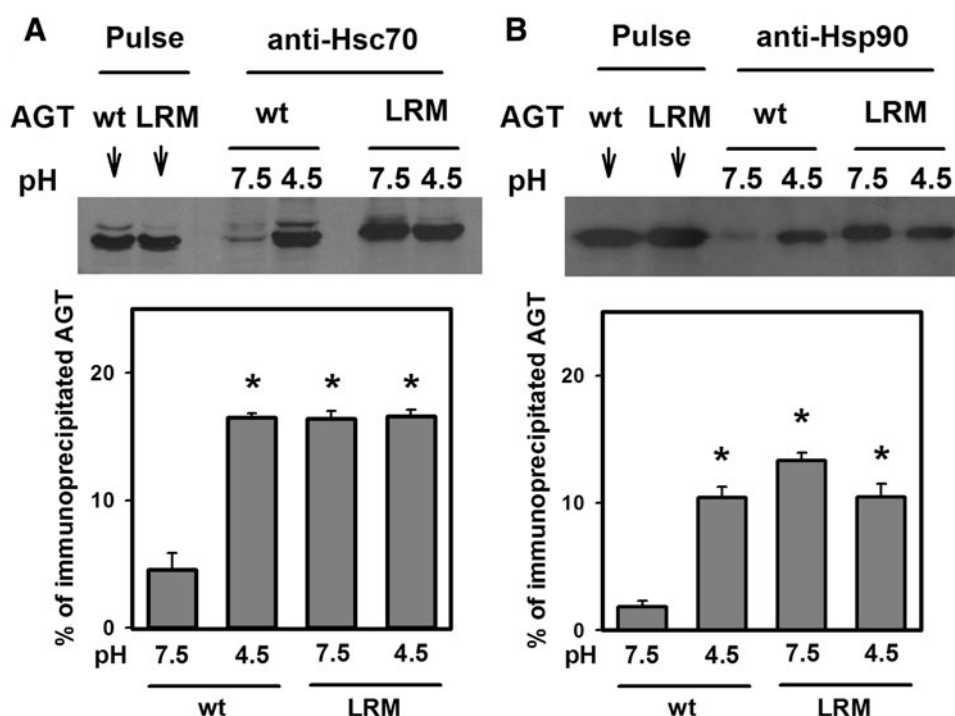 A
Pulse anti-Hsc70
AGT wt LRM wt LRM
pH 7.5 4.5 7.5 4.5
% of immunoprecipitated AGT
20
* * *
10
0
pH 7.5 4.5 7.5 4.5
wt LRM
B
Pulse anti-Hsp90
AGT wt LRM wt LRM
pH 7.5 4.5 7.5 4.5
% of immunoprecipitated AGT
20
* * *
10
0
pH 7.5 4.5 7.5 4.5
wt LRM